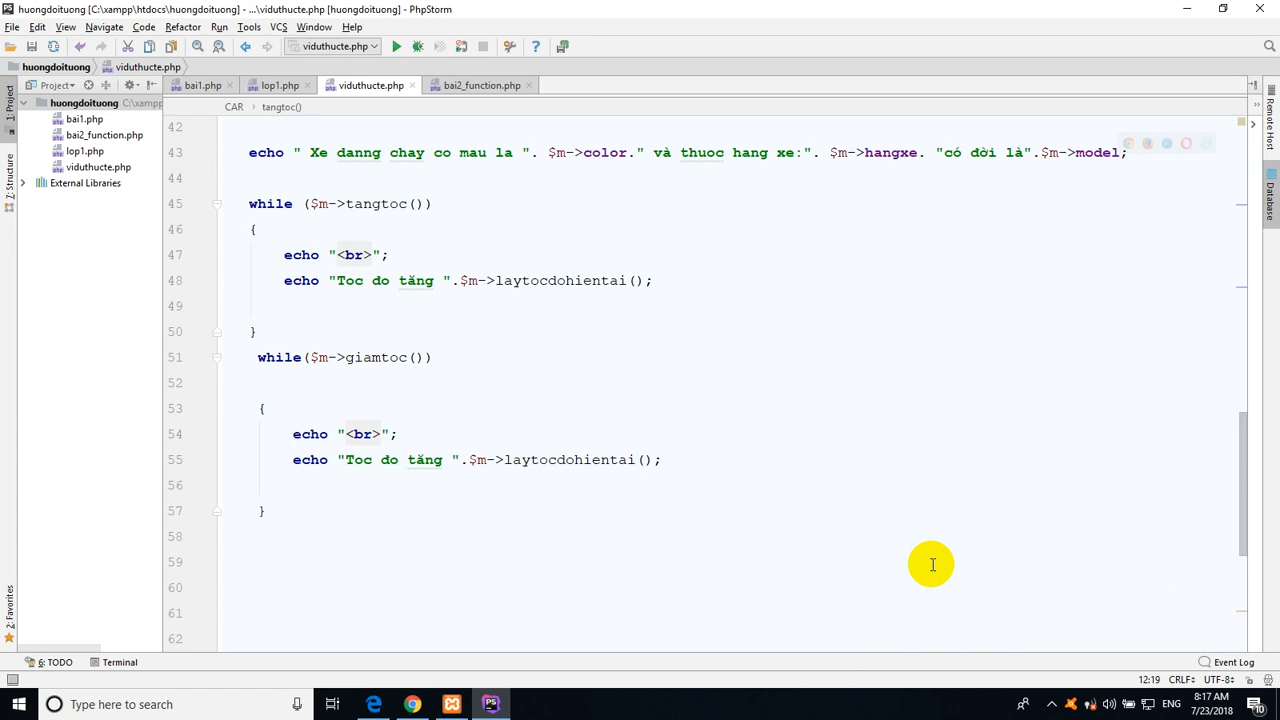 huongdoituong [C:\xampp\htdocs\huongdoituong] - ...\viduthucte.php [huongdoituong] - PhpStorm
File Edit View Navigate Code Refactor Run Tools VCS Window Help
viduthucte.php
huongdoituong viduthucte.php
Project bai1.php lop1.php viduthucte.php bai2_function.php
CAR tangtoc()
huongdoituong C:\xampp
bai1.php
bai2_function.php
lop1.php
viduthucte.php
External Libraries
1: Project
7: Structure
2: Favorites
Remote Host
Database
42
43 echo " Xe danng chay co mau la ". $m->color." và thuoc hang xe:". $m->hangxe. "có dời là".$m->model;
44
45 while ($m->tangtoc())
46 {
47 echo "<br>";
48 echo "Toc do tăng ".$m->laytocdohientai();
49
50 }
51 while($m->giamtoc())
52
53 {
54 echo "<br>";
55 echo "Toc do tăng ".$m->laytocdohientai();
56
57 }
58
59
60
61
62
6: TODO Terminal Event Log
12:19 CRLF UTF-8
Type here to search
PS
ENG
8:17 AM
7/23/2018
10